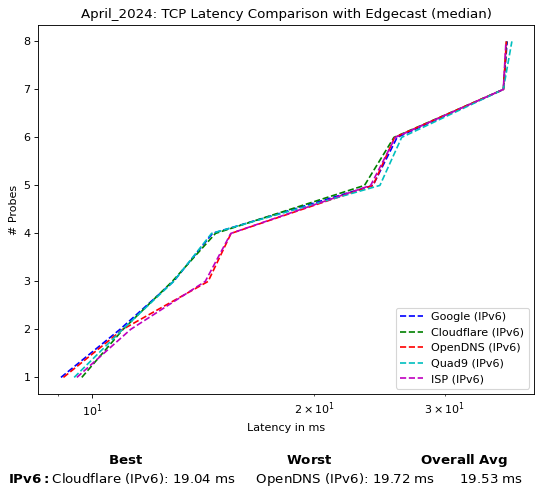 April_2024: TCP Latency Comparison with Edgecast (median)
8
7
6
5
4
3
2
1
# Probes
Google (IPv6)
Cloudflare (IPv6)
OpenDNS (IPv6)
Quad9 (IPv6)
ISP (IPv6)
10¹ 2 × 10¹ 3 × 10¹
Latency in ms
Best Worst Overall Avg
IPv6: Cloudflare (IPv6): 19.04 ms OpenDNS (IPv6): 19.72 ms 19.53 ms